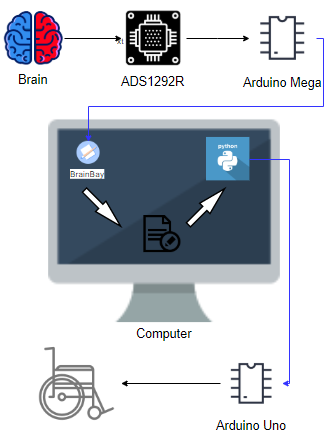 Brain
ADS1292R
Arduino Mega
BrainBay
python
Computer
Arduino Uno